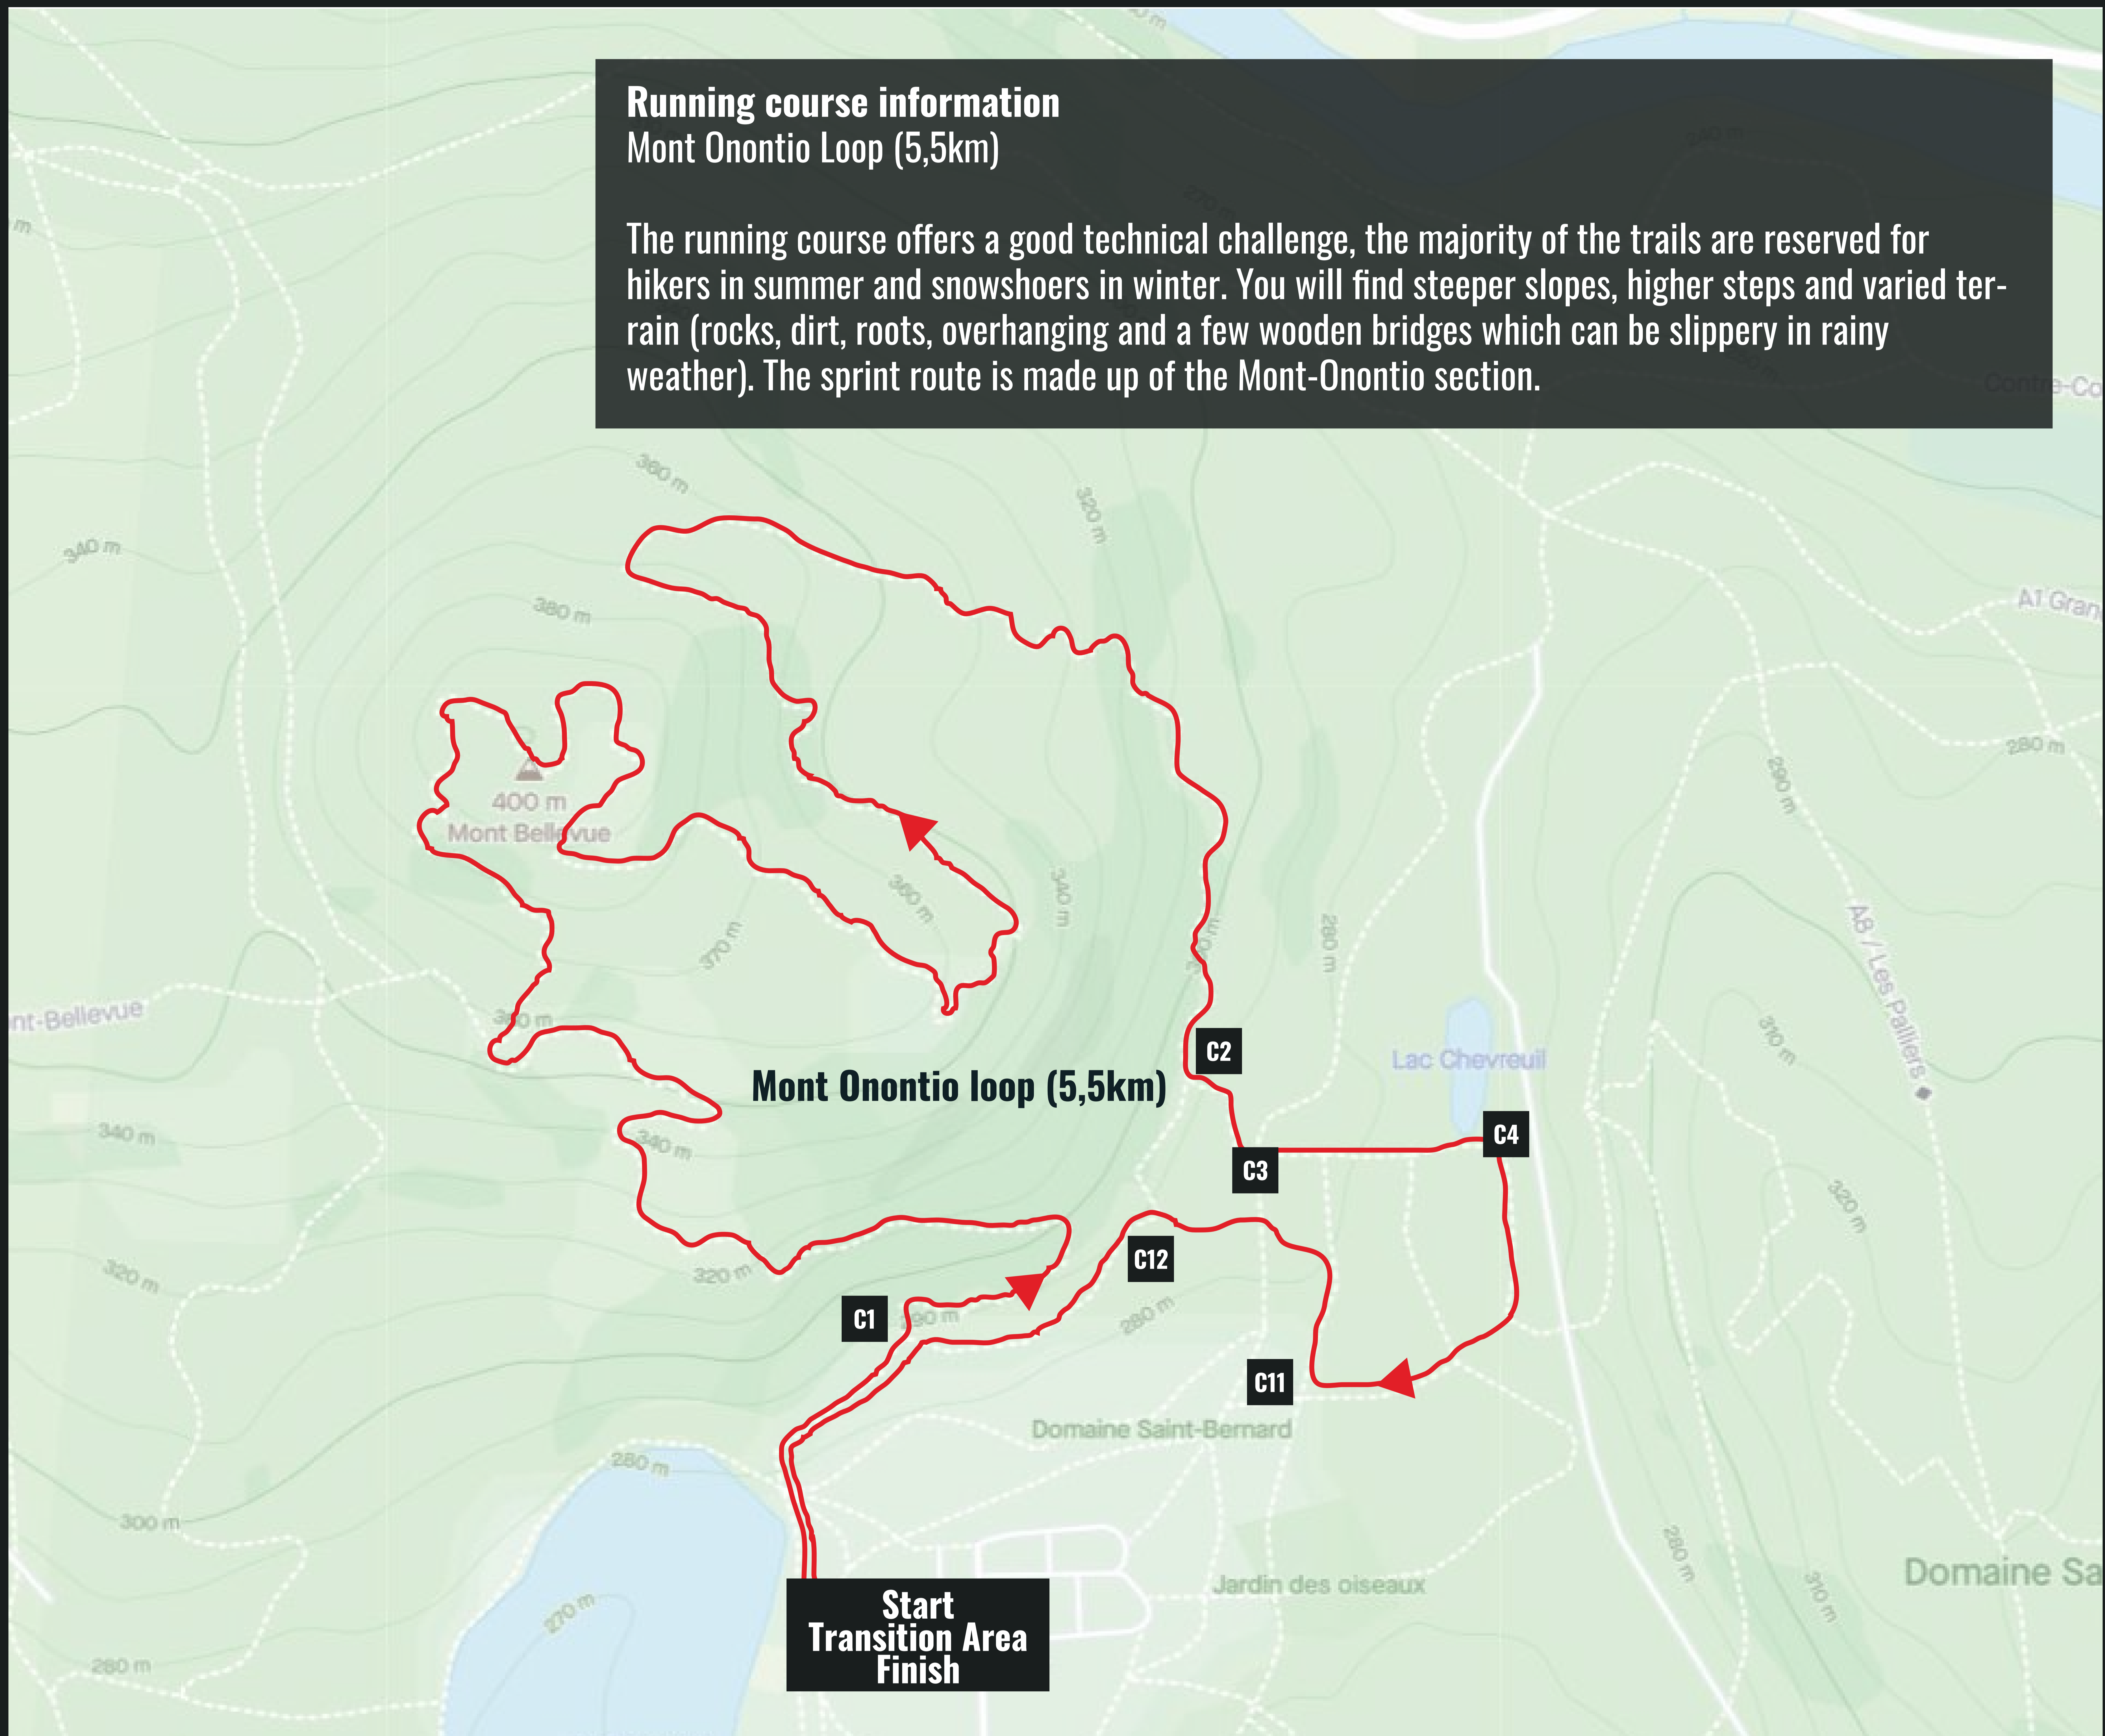 Running course information
Mont Onontio Loop (5,5km)
The running course offers a good technical challenge, the majority of the trails are reserved for
hikers in summer and snowshoers in winter. You will find steeper slopes, higher steps and varied ter-
rain (rocks, dirt, roots, overhanging and a few wooden bridges which can be slippery in rainy
weather). The sprint route is made up of the Mont-Onontio section.
360 m
320 m
340 m
380 m
A1 Gran
280 m
290 m
400 m
Mont Bellevue
360 m
340 m
370 m
280 m
A8 / Les Palliers
nt-Bellevue
310 m
C2
Lac Chevreuil
Mont Onontio loop (5,5km)
C4
340 m
340 m
C3
320 m
320 m
320 m
C12
C1
290 m
280 m
C11
Domaine Saint-Bernard
280 m
300 m
280 m
Domaine Sa
Jardin des oiseaux
310 m
270 m
Start
Transition Area
Finish
280 m